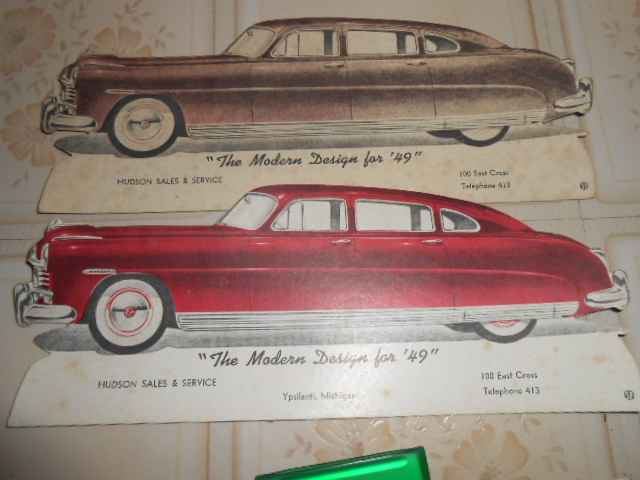 "The Modern Design for '49"
HUDSON SALES & SERVICE
100 East Cross
Telephone 413
"The Modern Design for '49"
HUDSON SALES & SERVICE
Ypsilanti, Michigan
100 East Cross
Telephone 413